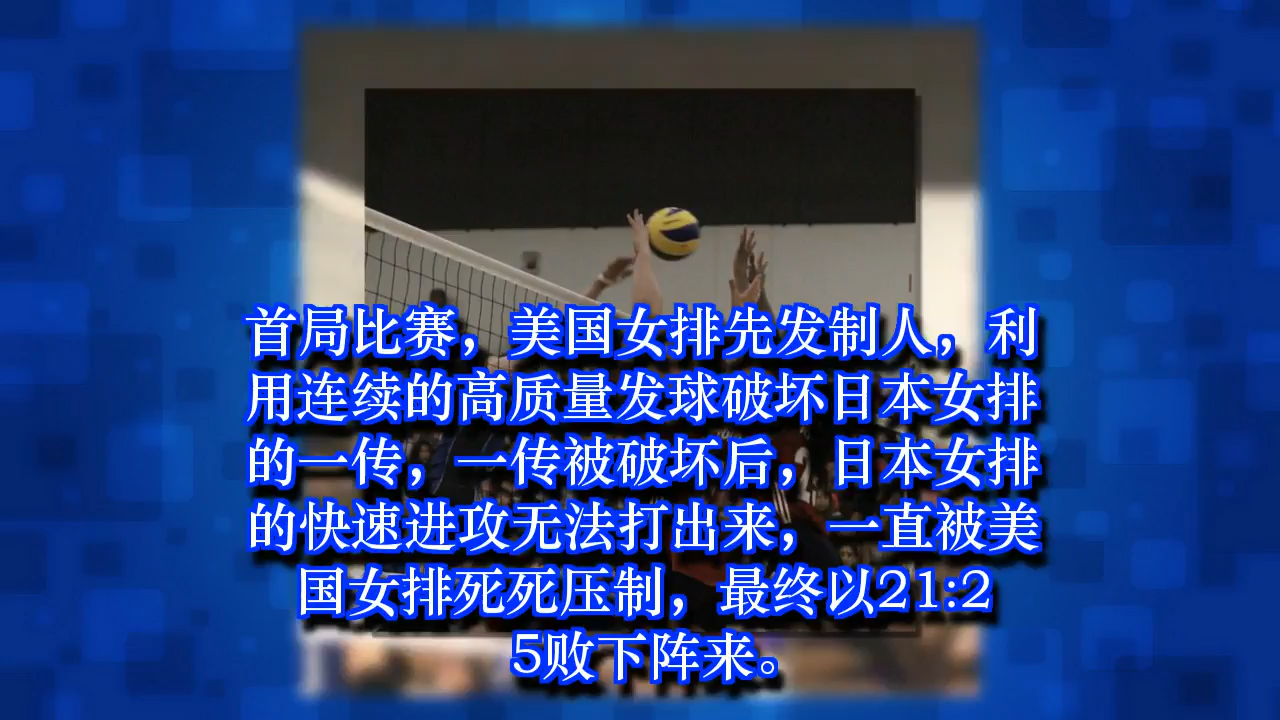 首局比赛，美国女排先发制人，利
用连续的高质量发球破坏日本女排
的一传，一传被破坏后，日本女排
的快速进攻无法打出来，一直被美
国女排死死压制，最终以21:2
5败下阵来。